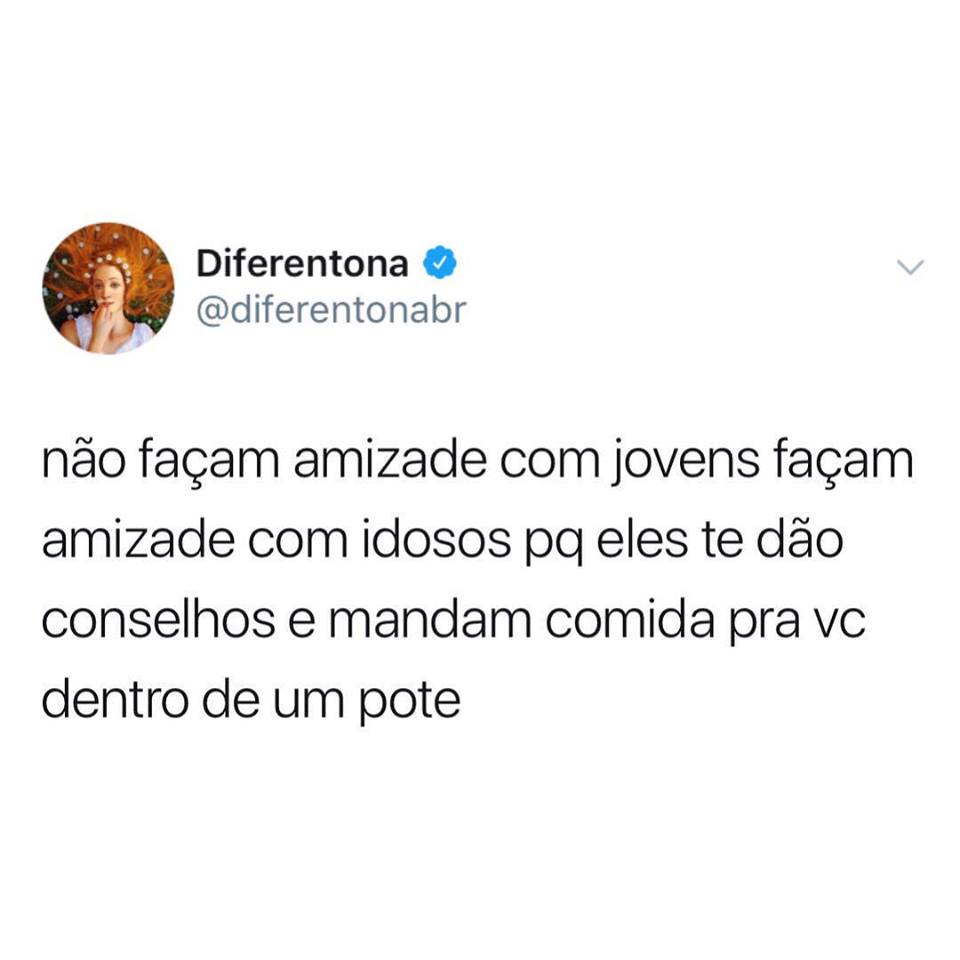 Diferentona
@diferentonabr
não façam amizade com jovens façam
amizade com idosos pq eles te dão
conselhos e mandam comida pra vc
dentro de um pote